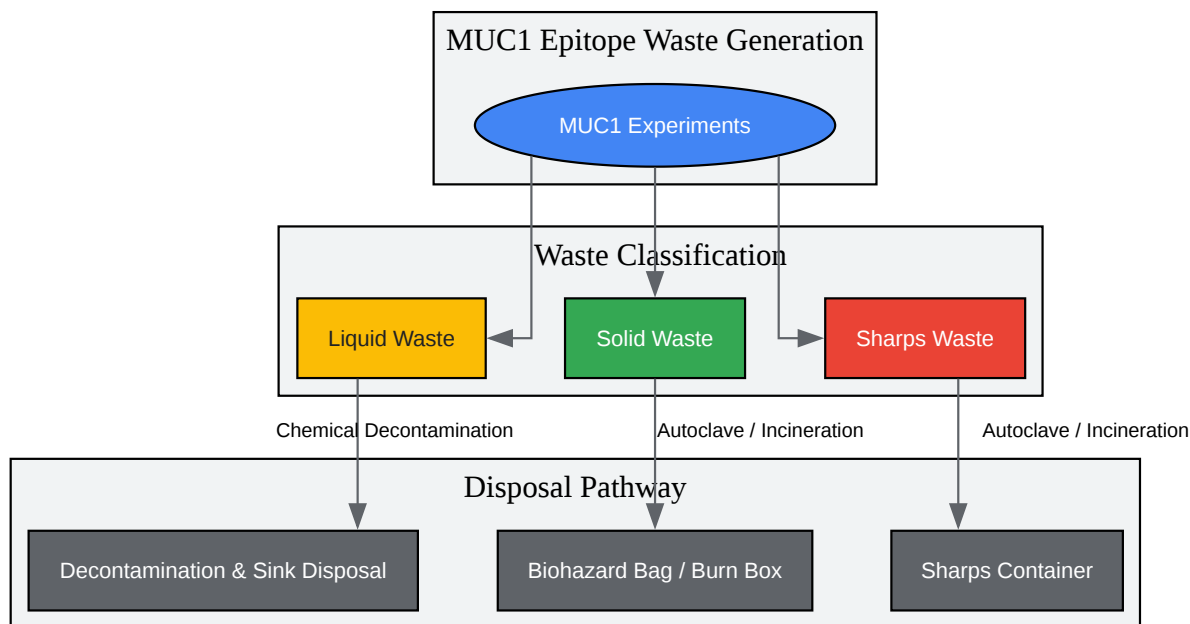 MUC1 Epitope Waste Generation
MUC1 Experiments
Waste Classification
Liquid Waste
Solid Waste
Sharps Waste
Chemical Decontamination
Autoclave / Incineration
Autoclave / Incineration
Disposal Pathway
Decontamination & Sink Disposal
Biohazard Bag / Burn Box
Sharps Container